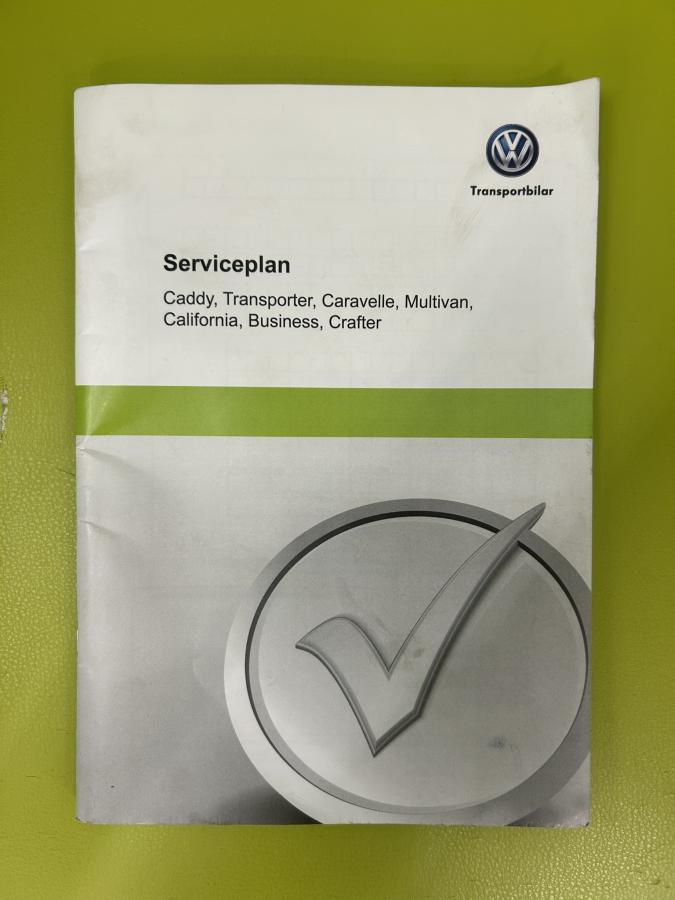 Transportbilar
Serviceplan
Caddy, Transporter, Caravelle, Multivan,
California, Business, Crafter